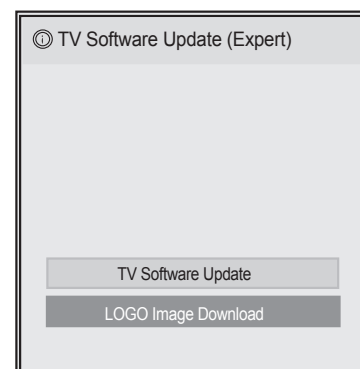 ⓘ TV Software Update (Expert)
TV Software Update
LOGO Image Download